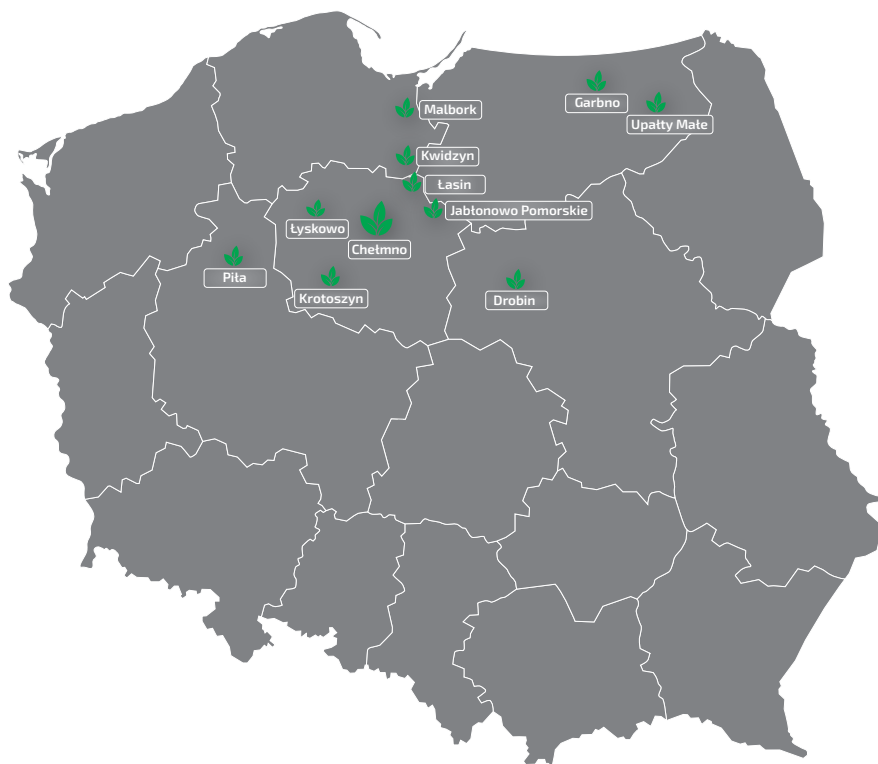 Malbork
Garbno
Upałty Małe
Kwidzyn
Łasin
Jabłonowo Pomorskie
Łyskowo
Chełmno
Piła
Krotoszyn
Drobin